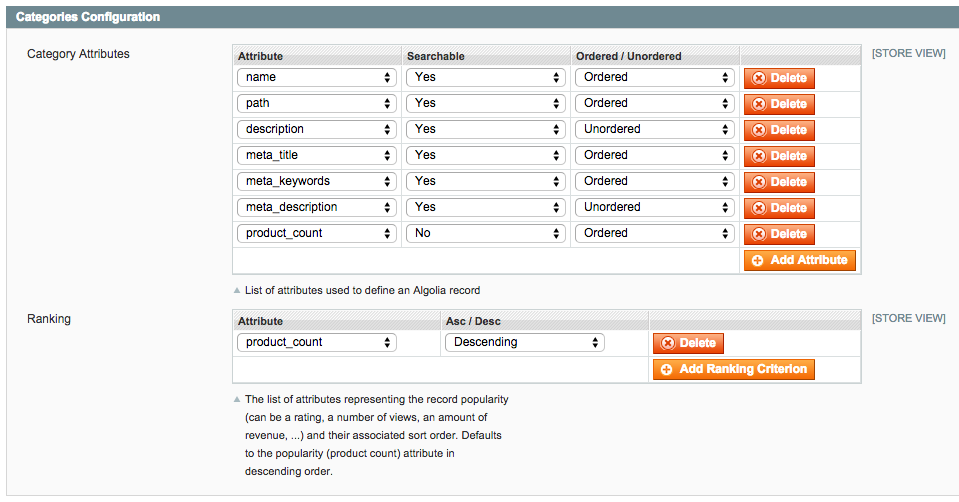 Categories Configuration
Category Attributes
[STORE VIEW]
Attribute Searchable Ordered / Unordered
name Yes Ordered Delete
path Yes Ordered Delete
description Yes Unordered Delete
meta_title Yes Ordered Delete
meta_keywords Yes Ordered Delete
meta_description Yes Unordered Delete
product_count No Ordered Delete
Add Attribute
List of attributes used to define an Algolia record
Ranking
[STORE VIEW]
Attribute Asc / Desc
product_count Descending Delete
Add Ranking Criterion
The list of attributes representing the record popularity
(can be a rating, a number of views, an amount of
revenue, ...) and their associated sort order. Defaults
to the popularity (product count) attribute in
descending order.